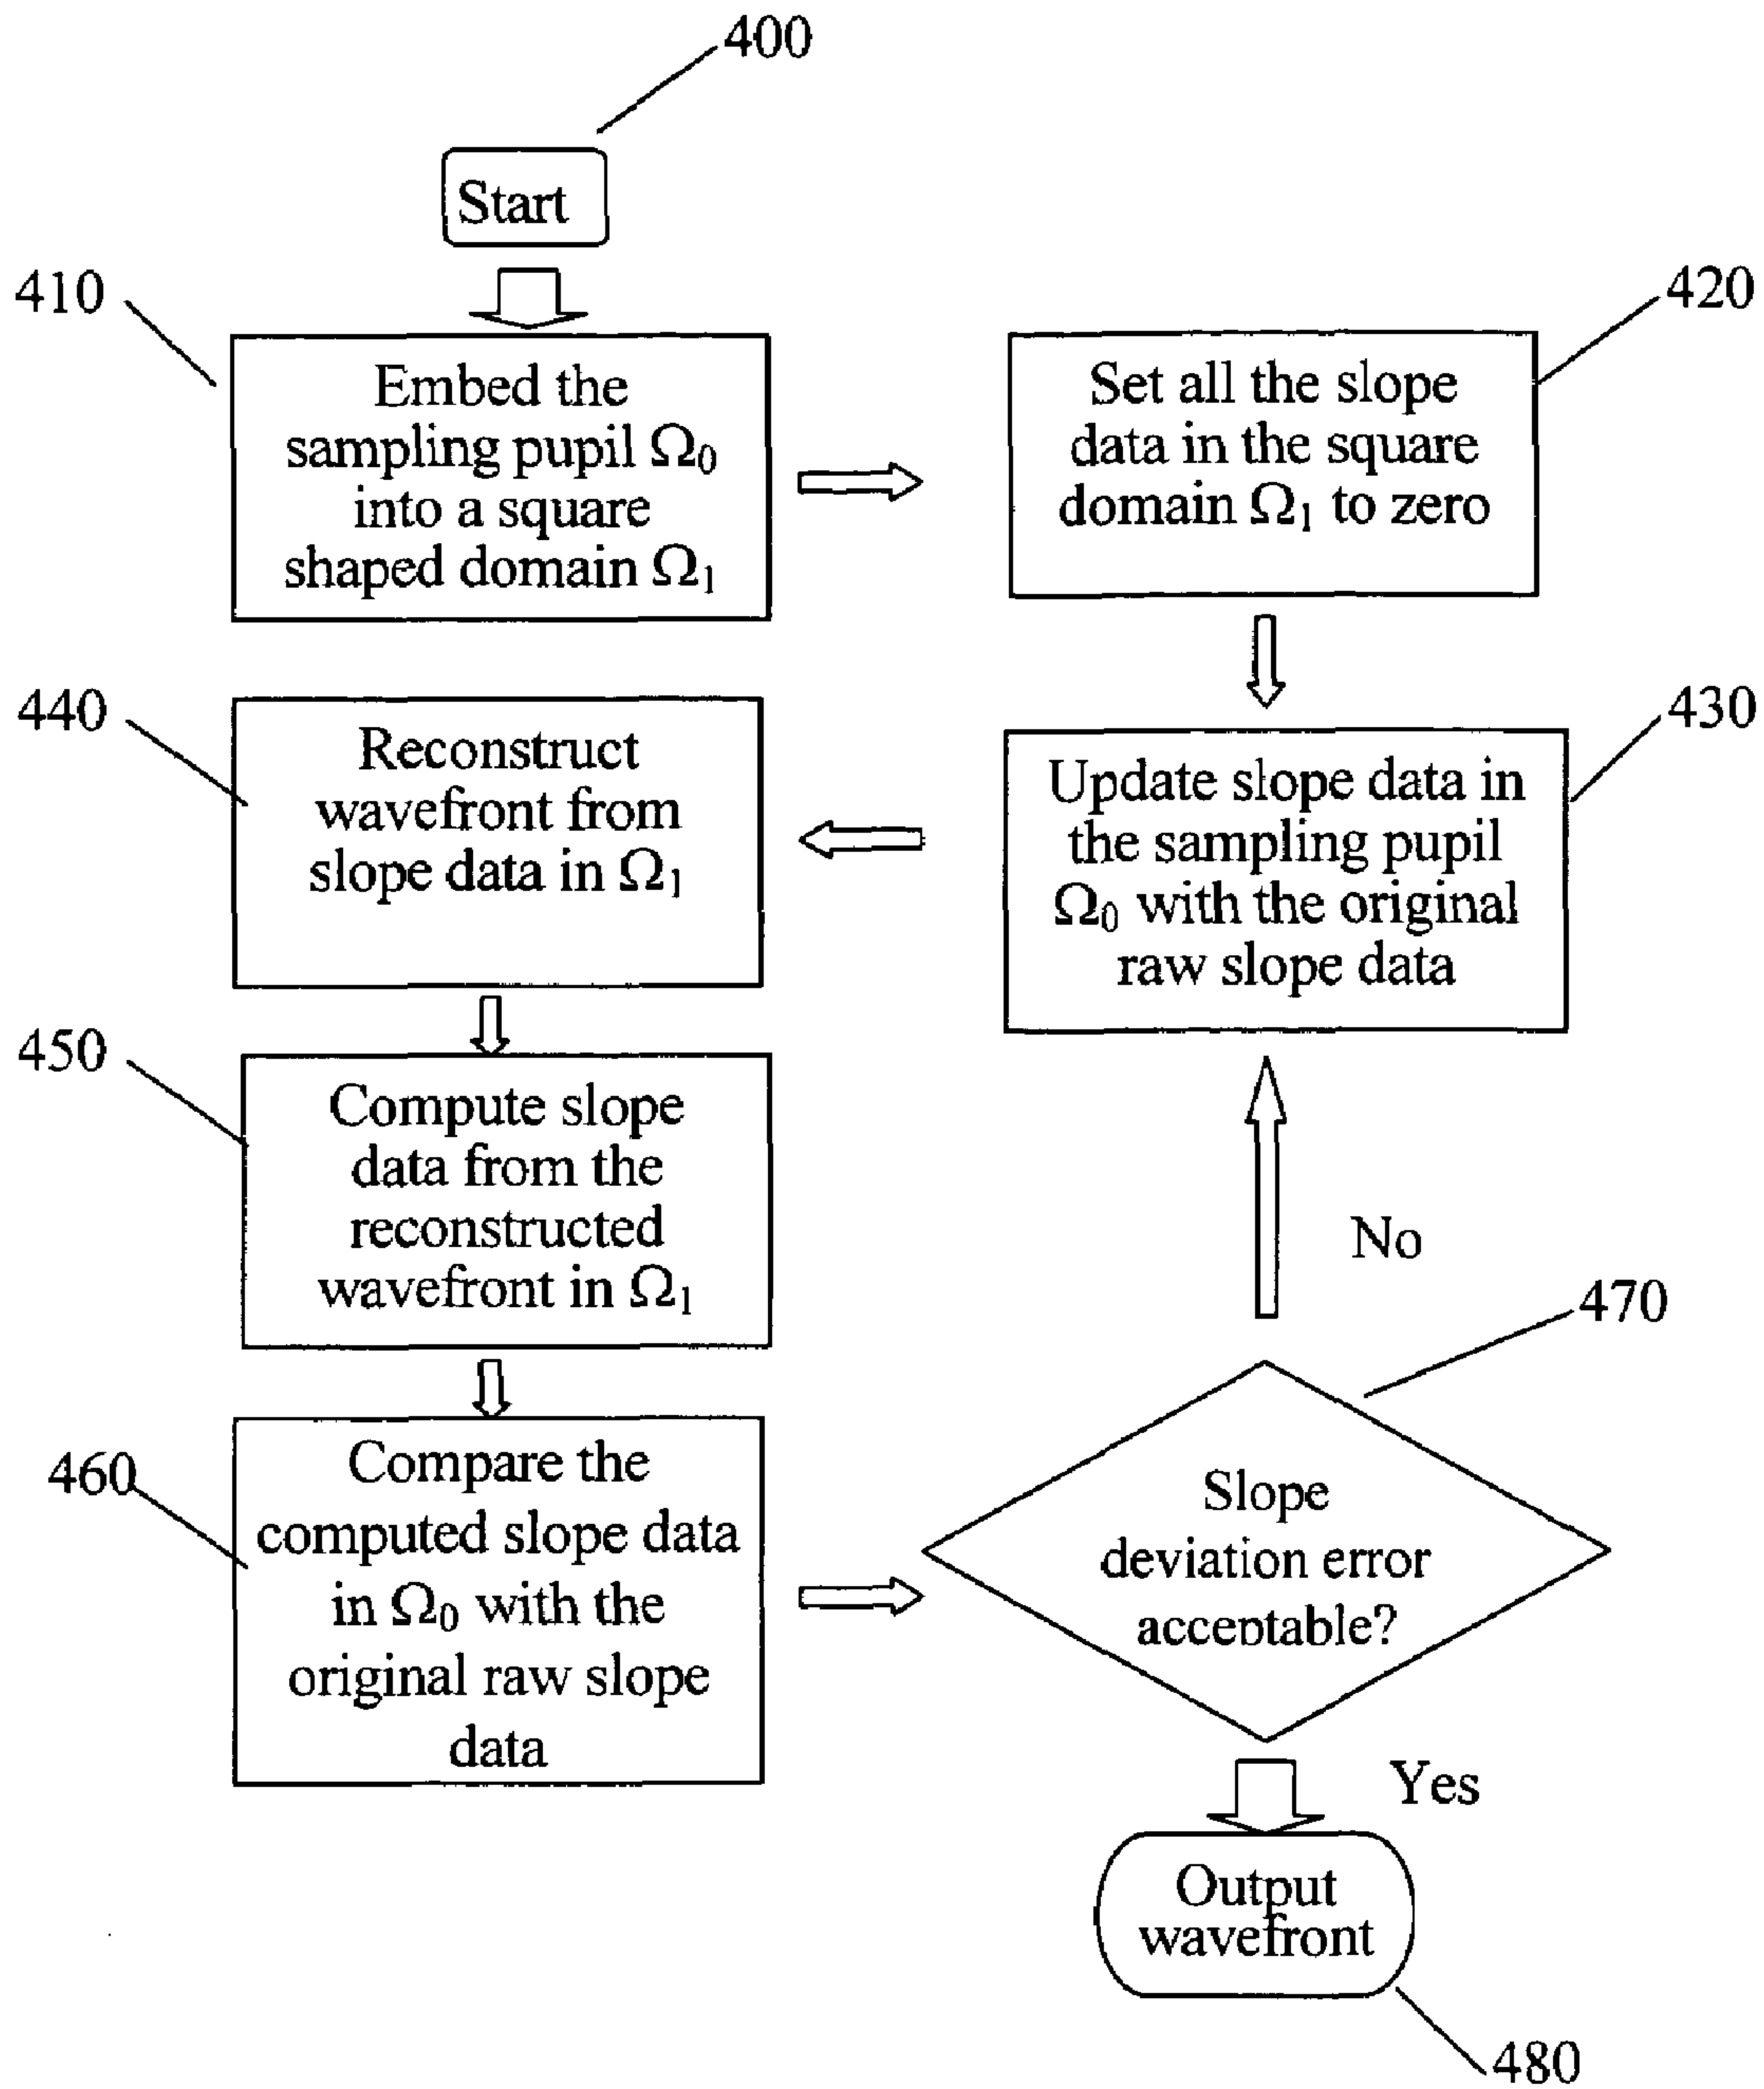 400
Start
410
Embed the
sampling pupil Ω₀
into a square
shaped domain Ω₁
420
Set all the slope
data in the square
domain Ω₁ to zero
430
Update slope data in
the sampling pupil
Ω₀ with the original
raw slope data
440
Reconstruct
wavefront from
slope data in Ω₁
450
Compute slope
data from the
reconstructed
wavefront in Ω₁
460
Compare the
computed slope data
in Ω₀ with the
original raw slope
data
470
Slope
deviation error
acceptable?
No
Yes
Output
wavefront
480